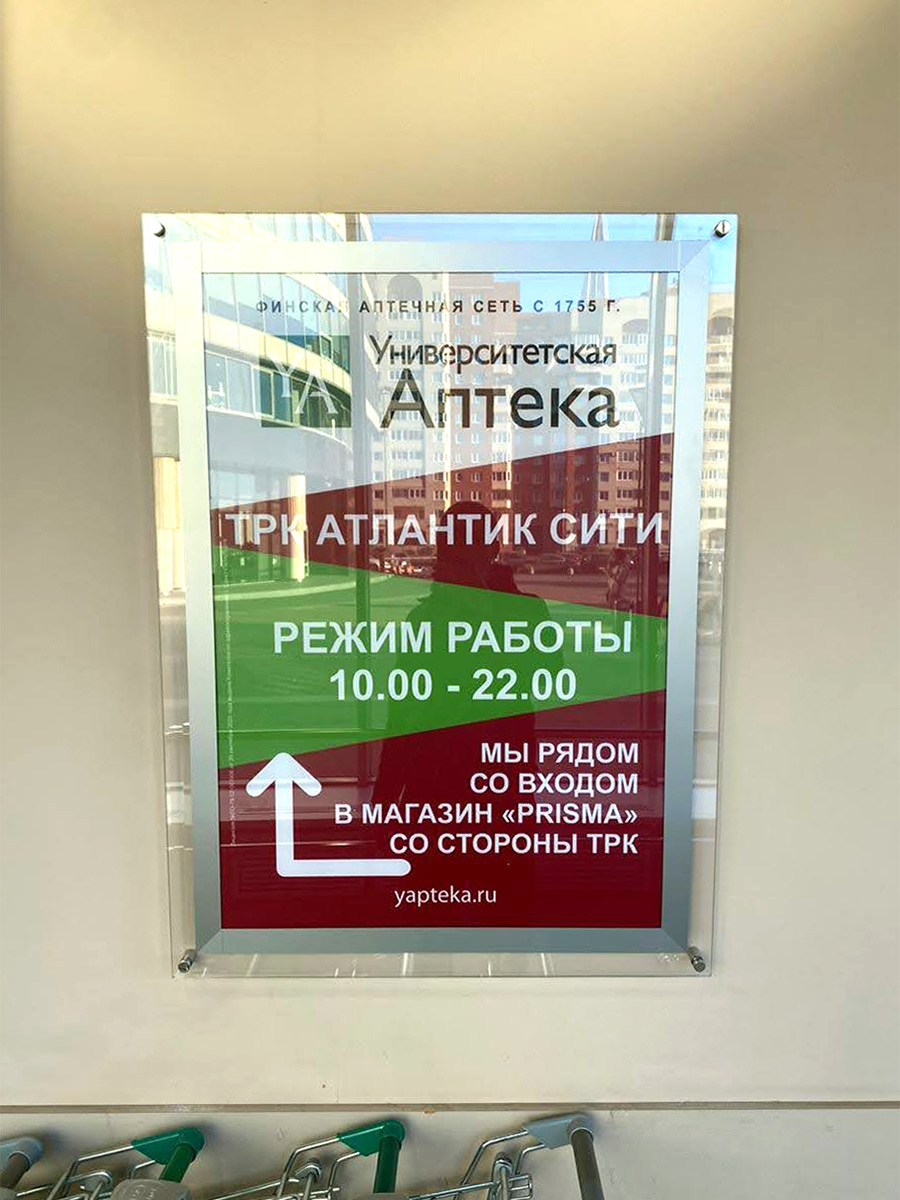 ФИНСКАЯ АПТЕЧНАЯ СЕТЬ С 1755 Г.
YA
Университетская
Аптека
ТРК АТЛАНТИК СИТИ
РЕЖИМ РАБОТЫ
10.00 - 22.00
МЫ РЯДОМ
СО ВХОДОМ
В МАГАЗИН «PRISMA»
СО СТОРОНЫ ТРК
yapteka.ru